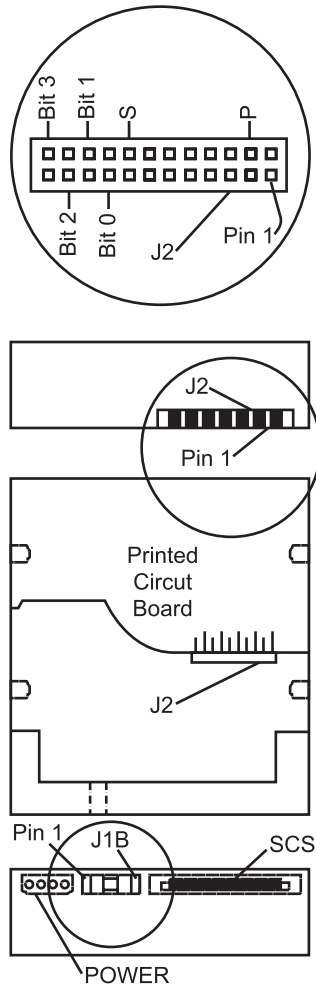 Bit 3
Bit 1
S
P
Bit 2
Bit 0
J2
Pin 1
J2
Pin 1
Printed
Circut
Board
J2
Pin 1
J1B
SCS
POWER